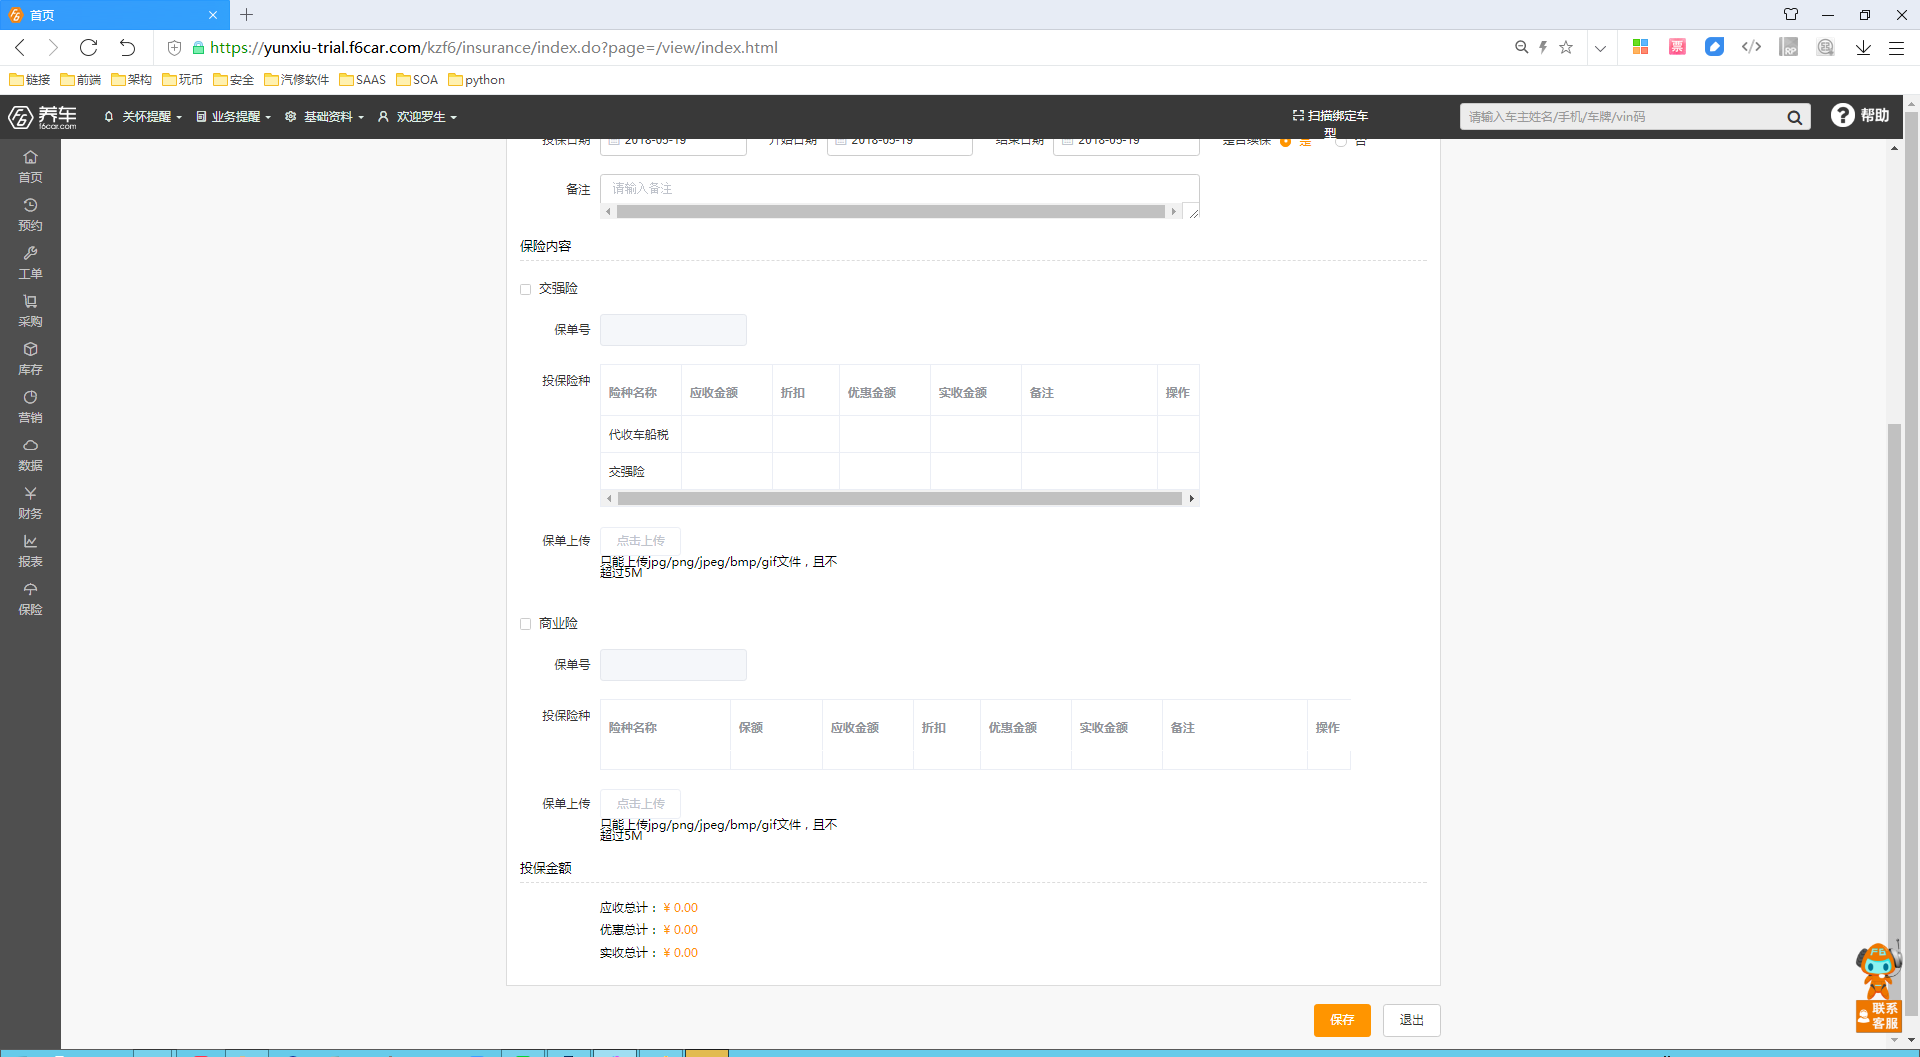 首页
https://yunxiu-trial.f6car.com/kzf6/insurance/index.do?page=/view/index.html
链接 前端 架构 玩币 安全 汽修软件 SAAS SOA python
养车 f6car.com 关怀提醒 业务提醒 基础资料 欢迎罗生 扫描绑定车型 请输入车主姓名/手机/车牌/vin码 帮助
首页
预约
工单
采购
库存
营销
数据
财务
报表
保险
投保日期 2018-05-19 开始日期 2018-05-19 结束日期 2018-05-19 是否续保 是 否
备注 请输入备注
保险内容
交强险
保单号
投保险种 险种名称 应收金额 折扣 优惠金额 实收金额 备注 操作
代收车船税
交强险
保单上传 点击上传
只能上传jpg/png/jpeg/bmp/gif文件，且不
超过5M
商业险
保单号
投保险种 险种名称 保额 应收金额 折扣 优惠金额 实收金额 备注 操作
保单上传 点击上传
只能上传jpg/png/jpeg/bmp/gif文件，且不
超过5M
投保金额
应收总计：¥ 0.00
优惠总计：¥ 0.00
实收总计：¥ 0.00
保存 退出
联系
客服